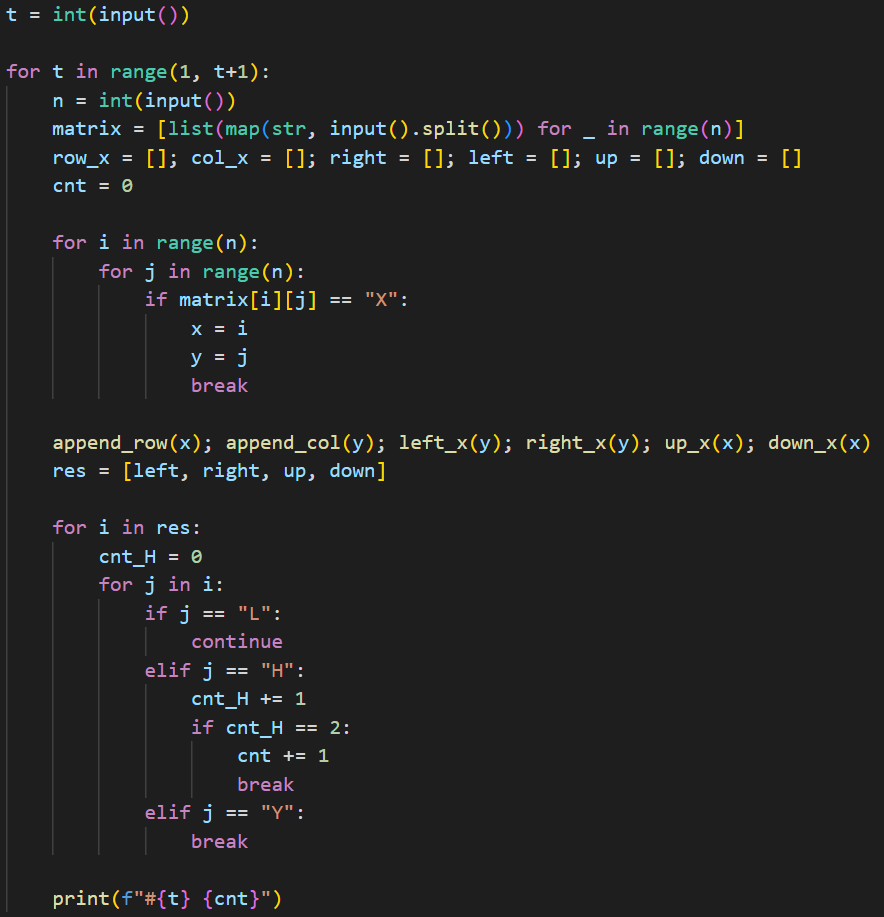 t = int(input())
for t in range(1, t+1):
    n = int(input())
    matrix = [list(map(str, input().split())) for _ in range(n)]
    row_x = []; col_x = []; right = []; left = []; up = []; down = []
    cnt = 0
    for i in range(n):
        for j in range(n):
            if matrix[i][j] == "X":
                x = i
                y = j
                break
    append_row(x); append_col(y); left_x(y); right_x(y); up_x(x); down_x(x)
    res = [left, right, up, down]
    for i in res:
        cnt_H = 0
        for j in i:
            if j == "L":
                continue
            elif j == "H":
                cnt_H += 1
                if cnt_H == 2:
                    cnt += 1
                    break
            elif j == "Y":
                break
    print(f"#{t} {cnt}")